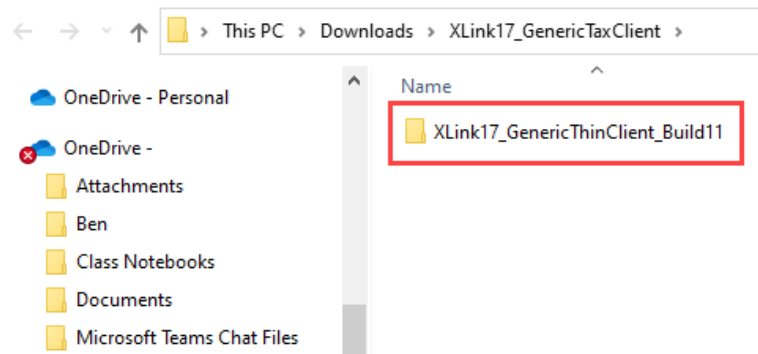 This PC > Downloads > XLink17_GenericTaxClient >
OneDrive - Personal
OneDrive -
Attachments
Ben
Class Notebooks
Documents
Microsoft Teams Chat Files
Name
XLink17_GenericThinClient_Build11